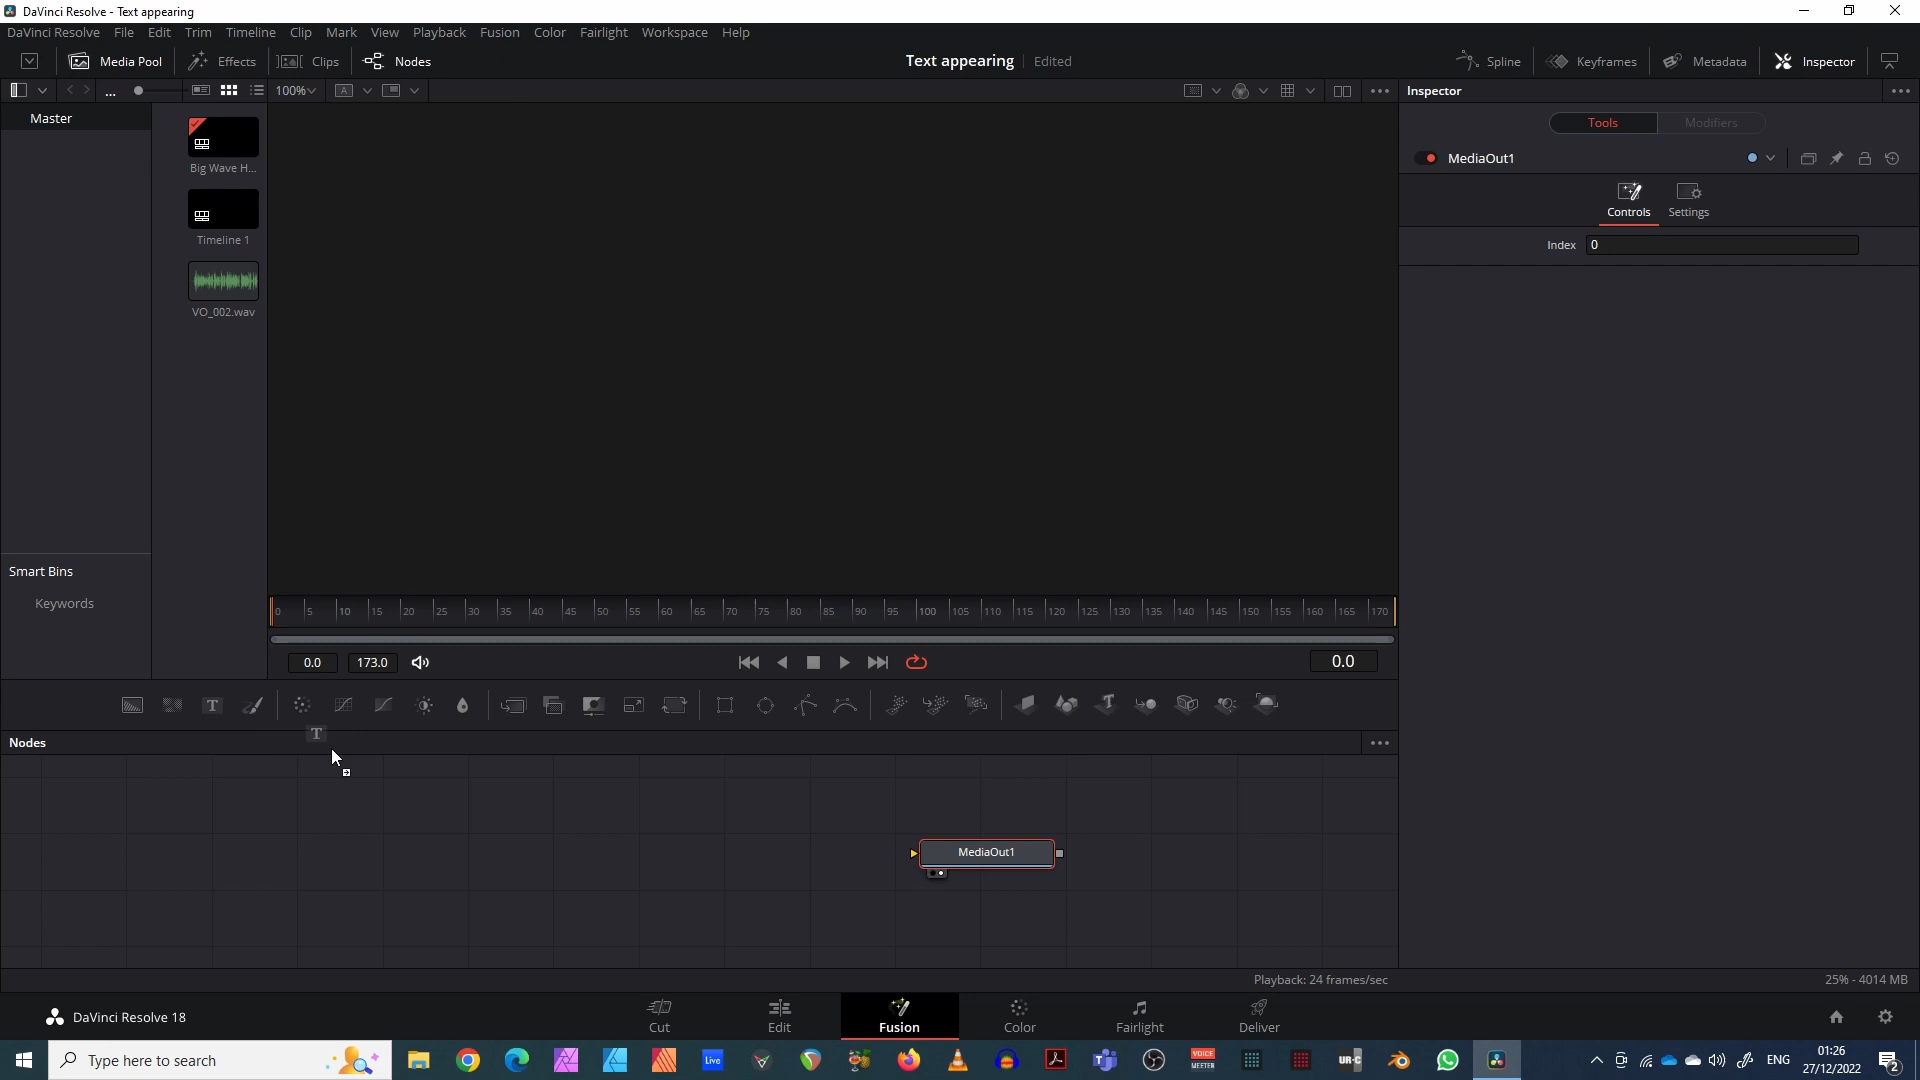 DaVinci Resolve - Text appearing
DaVinci Resolve File Edit Trim Timeline Clip Mark View Playback Fusion Color Fairlight Workspace Help
Media Pool Effects Clips Nodes Text appearing Edited Spline Keyframes Metadata Inspector
... 100% A Inspector
Master
Tools Modifiers
Big Wave H...
MediaOut1
Controls Settings
Timeline 1
Index 0
VO_002.wav
Smart Bins
Keywords
0 5 10 15 20 25 30 35 40 45 50 55 60 65 70 75 80 85 90 95 100 105 110 115 120 125 130 135 140 145 150 155 160 165 170
0.0 173.0 0.0
T T
T
Nodes
MediaOut1
Playback: 24 frames/sec 25% - 4014 MB
DaVinci Resolve 18 Cut Edit Fusion Color Fairlight Deliver
Type here to search Live VOICE MEETER UR-C ENG 01:26
27/12/2022 2